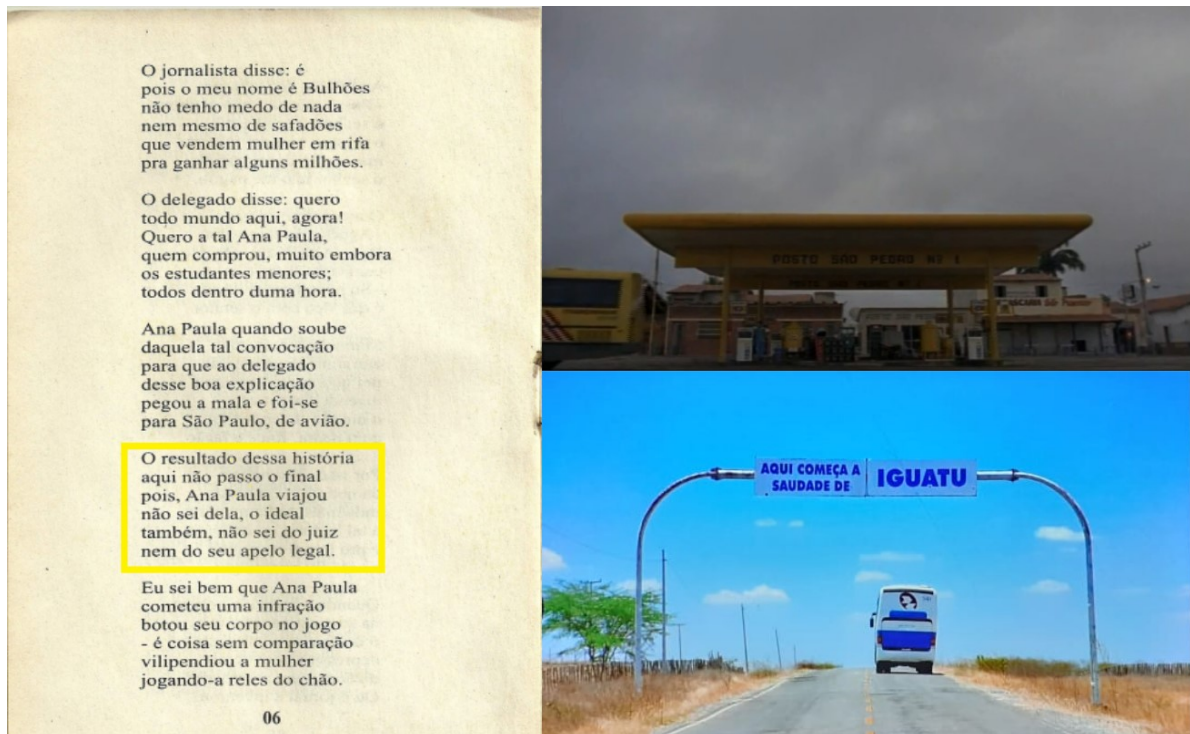 O jornalista disse: é
pois o meu nome é Bulhões
não tenho medo de nada
nem mesmo de safadões
que vendem mulher em rifa
pra ganhar alguns milhões.
O delegado disse: quero
todo mundo aqui, agora!
Quero a tal Ana Paula,
quem comprou, muito embora
os estudantes menores;
todos dentro duma hora.
Ana Paula quando soube
daquela tal convocação
para que ao delegado
desse boa explicação
pegou a mala e foi-se
para São Paulo, de avião.
O resultado dessa história
aqui não passo o final
pois, Ana Paula viajou
não sei dela, o ideal
também, não sei do juiz
nem do seu apelo legal.
Eu sei bem que Ana Paula
cometeu uma infração
botou seu corpo no jogo
- é coisa sem comparação
vilipendiou a mulher
jogando-a reles do chão.
06
POSTO SÃO PEDRO Nº 1
AQUI COMEÇA A
SAUDADE DE
IGUATU